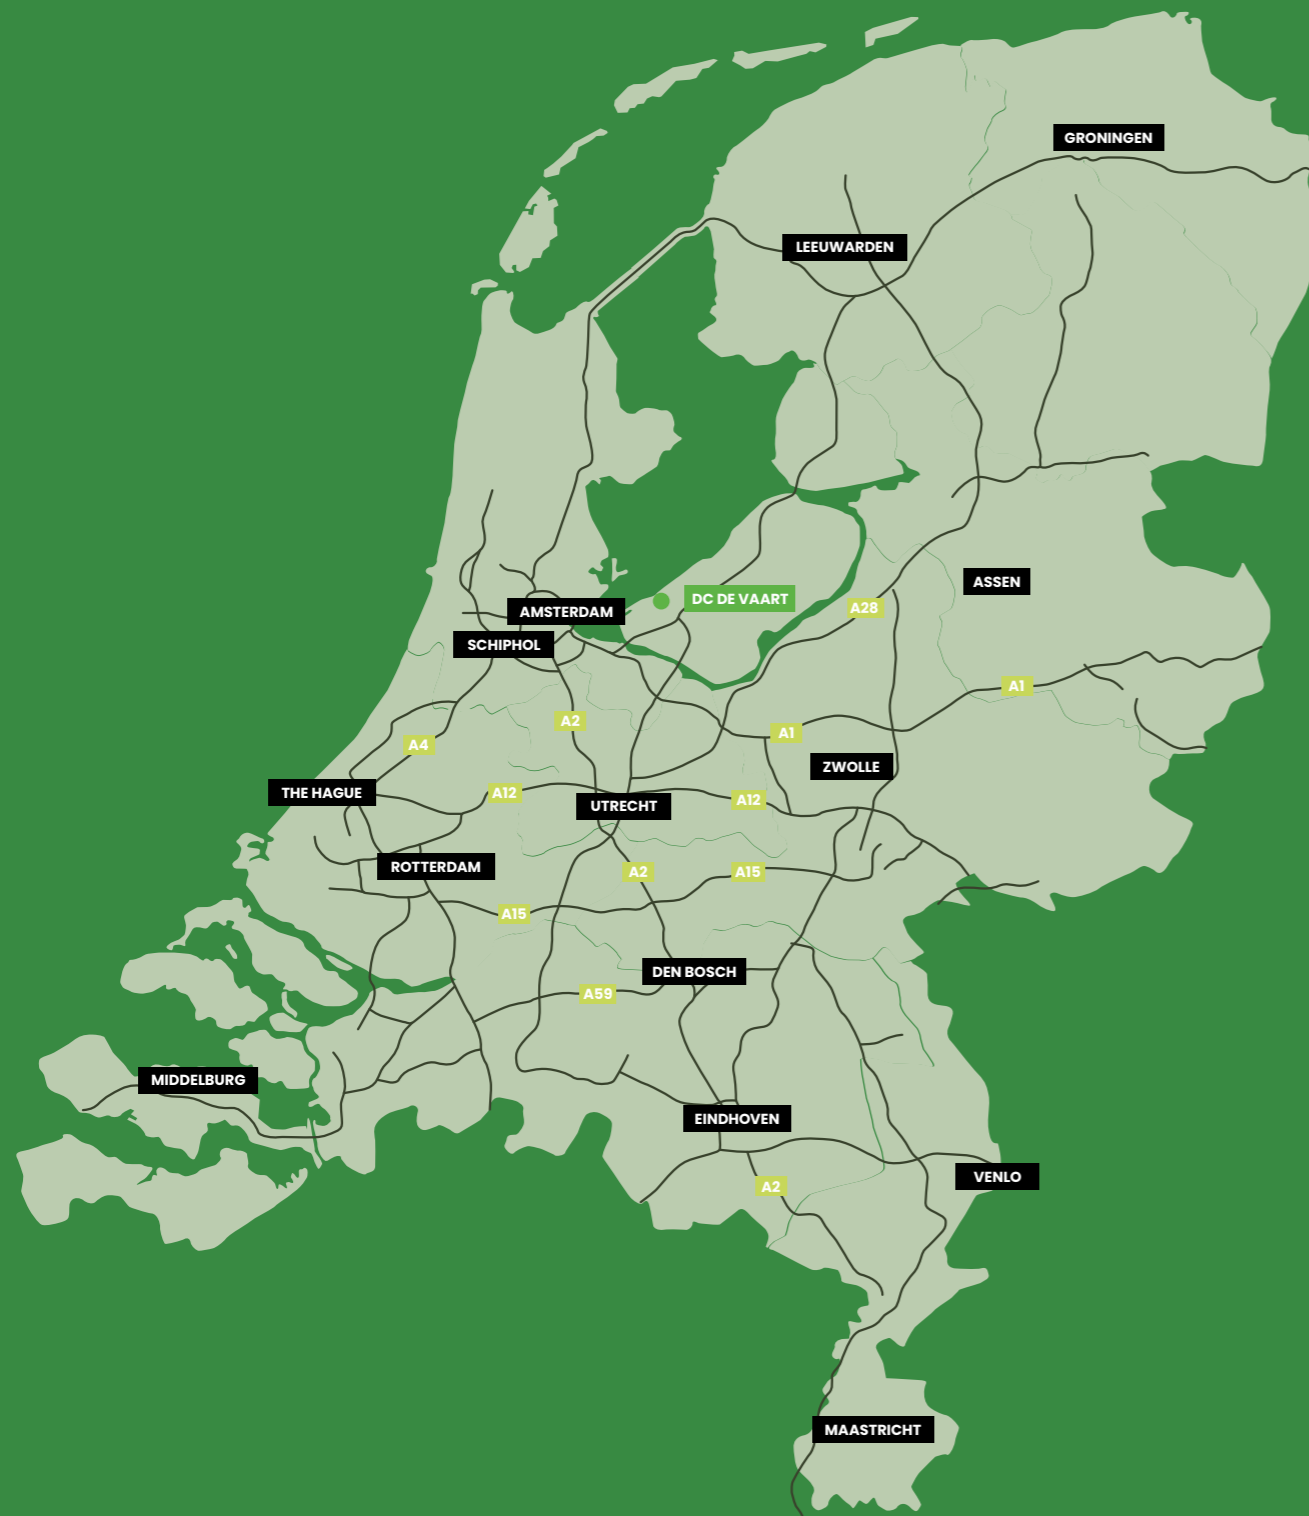 GRONINGEN
LEEUWARDEN
ASSEN
DC DE VAART
A28
AMSTERDAM
SCHIPHOL
A1
A2
A1
A4
ZWOLLE
THE HAGUE
A12
A12
UTRECHT
ROTTERDAM
A2
A15
A15
DEN BOSCH
A59
MIDDELBURG
EINDHOVEN
VENLO
A2
MAASTRICHT